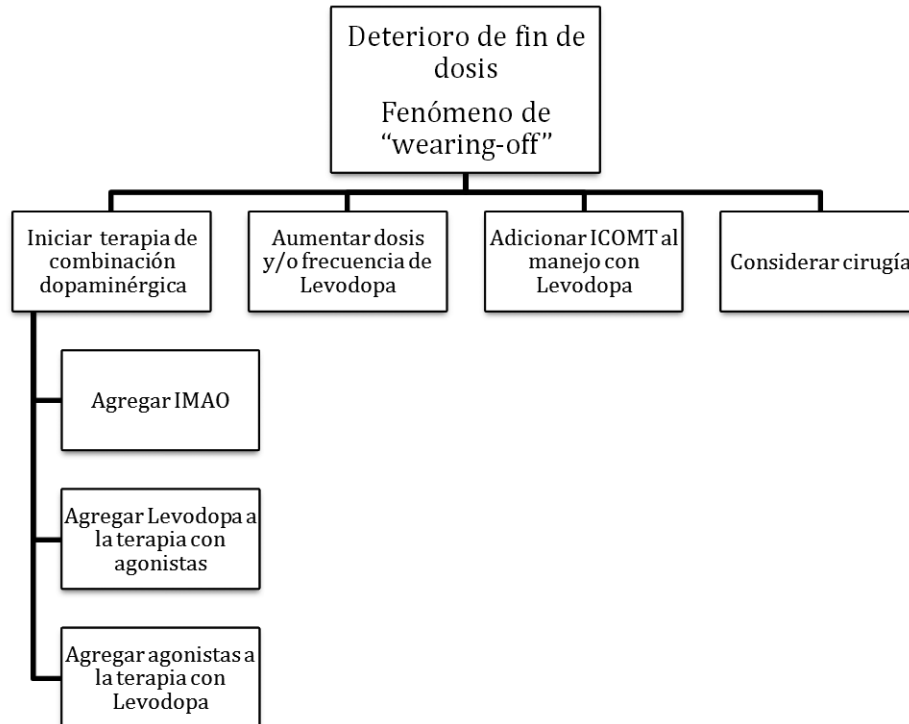 Deterioro de fin de
dosis
Fenómeno de
“wearing-off”
Iniciar terapia de
combinación
dopaminérgica
Aumentar dosis
y/o frecuencia de
Levodopa
Adicionar ICOMT al
manejo con
Levodopa
Considerar cirugía
Agregar IMAO
Agregar Levodopa a
la terapia con
agonistas
Agregar agonistas a
la terapia con
Levodopa